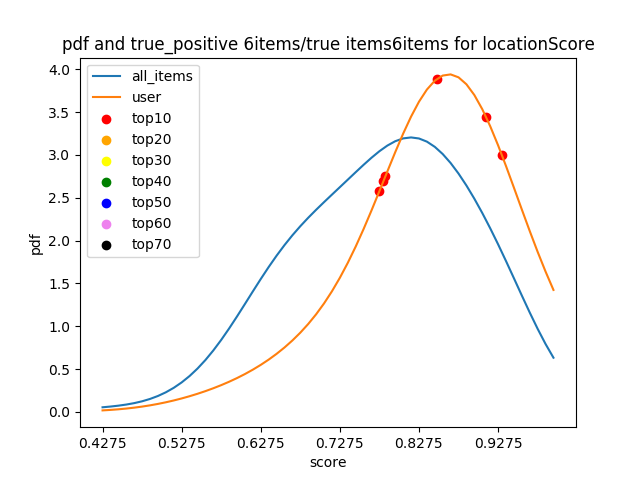 pdf and true_positive 6items/true items6items for locationScore
all_items
user
top10
top20
top30
top40
top50
top60
top70
4.0
3.5
3.0
2.5
2.0
1.5
1.0
0.5
0.0
pdf
0.4275 0.5275 0.6275 0.7275 0.8275 0.9275
score